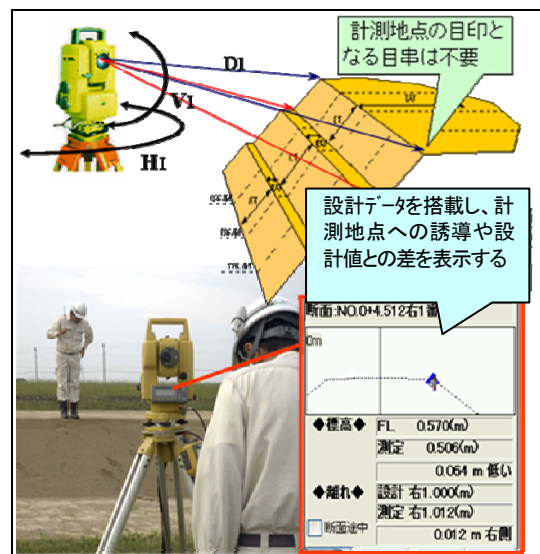 計測地点の目印と
なる目串は不要
D1
V1
H1
設計データを搭載し、計
測地点への誘導や設
計値との差を表示する
断面:NO.0+4.512右1番
0m
◆標高◆ FL 0.570(m)
測定 0.506(m)
0.064 m 低い
◆離れ◆ 設計 右1.000(m)
測定 右1.012(m)
断面途中 0.012 m 右側